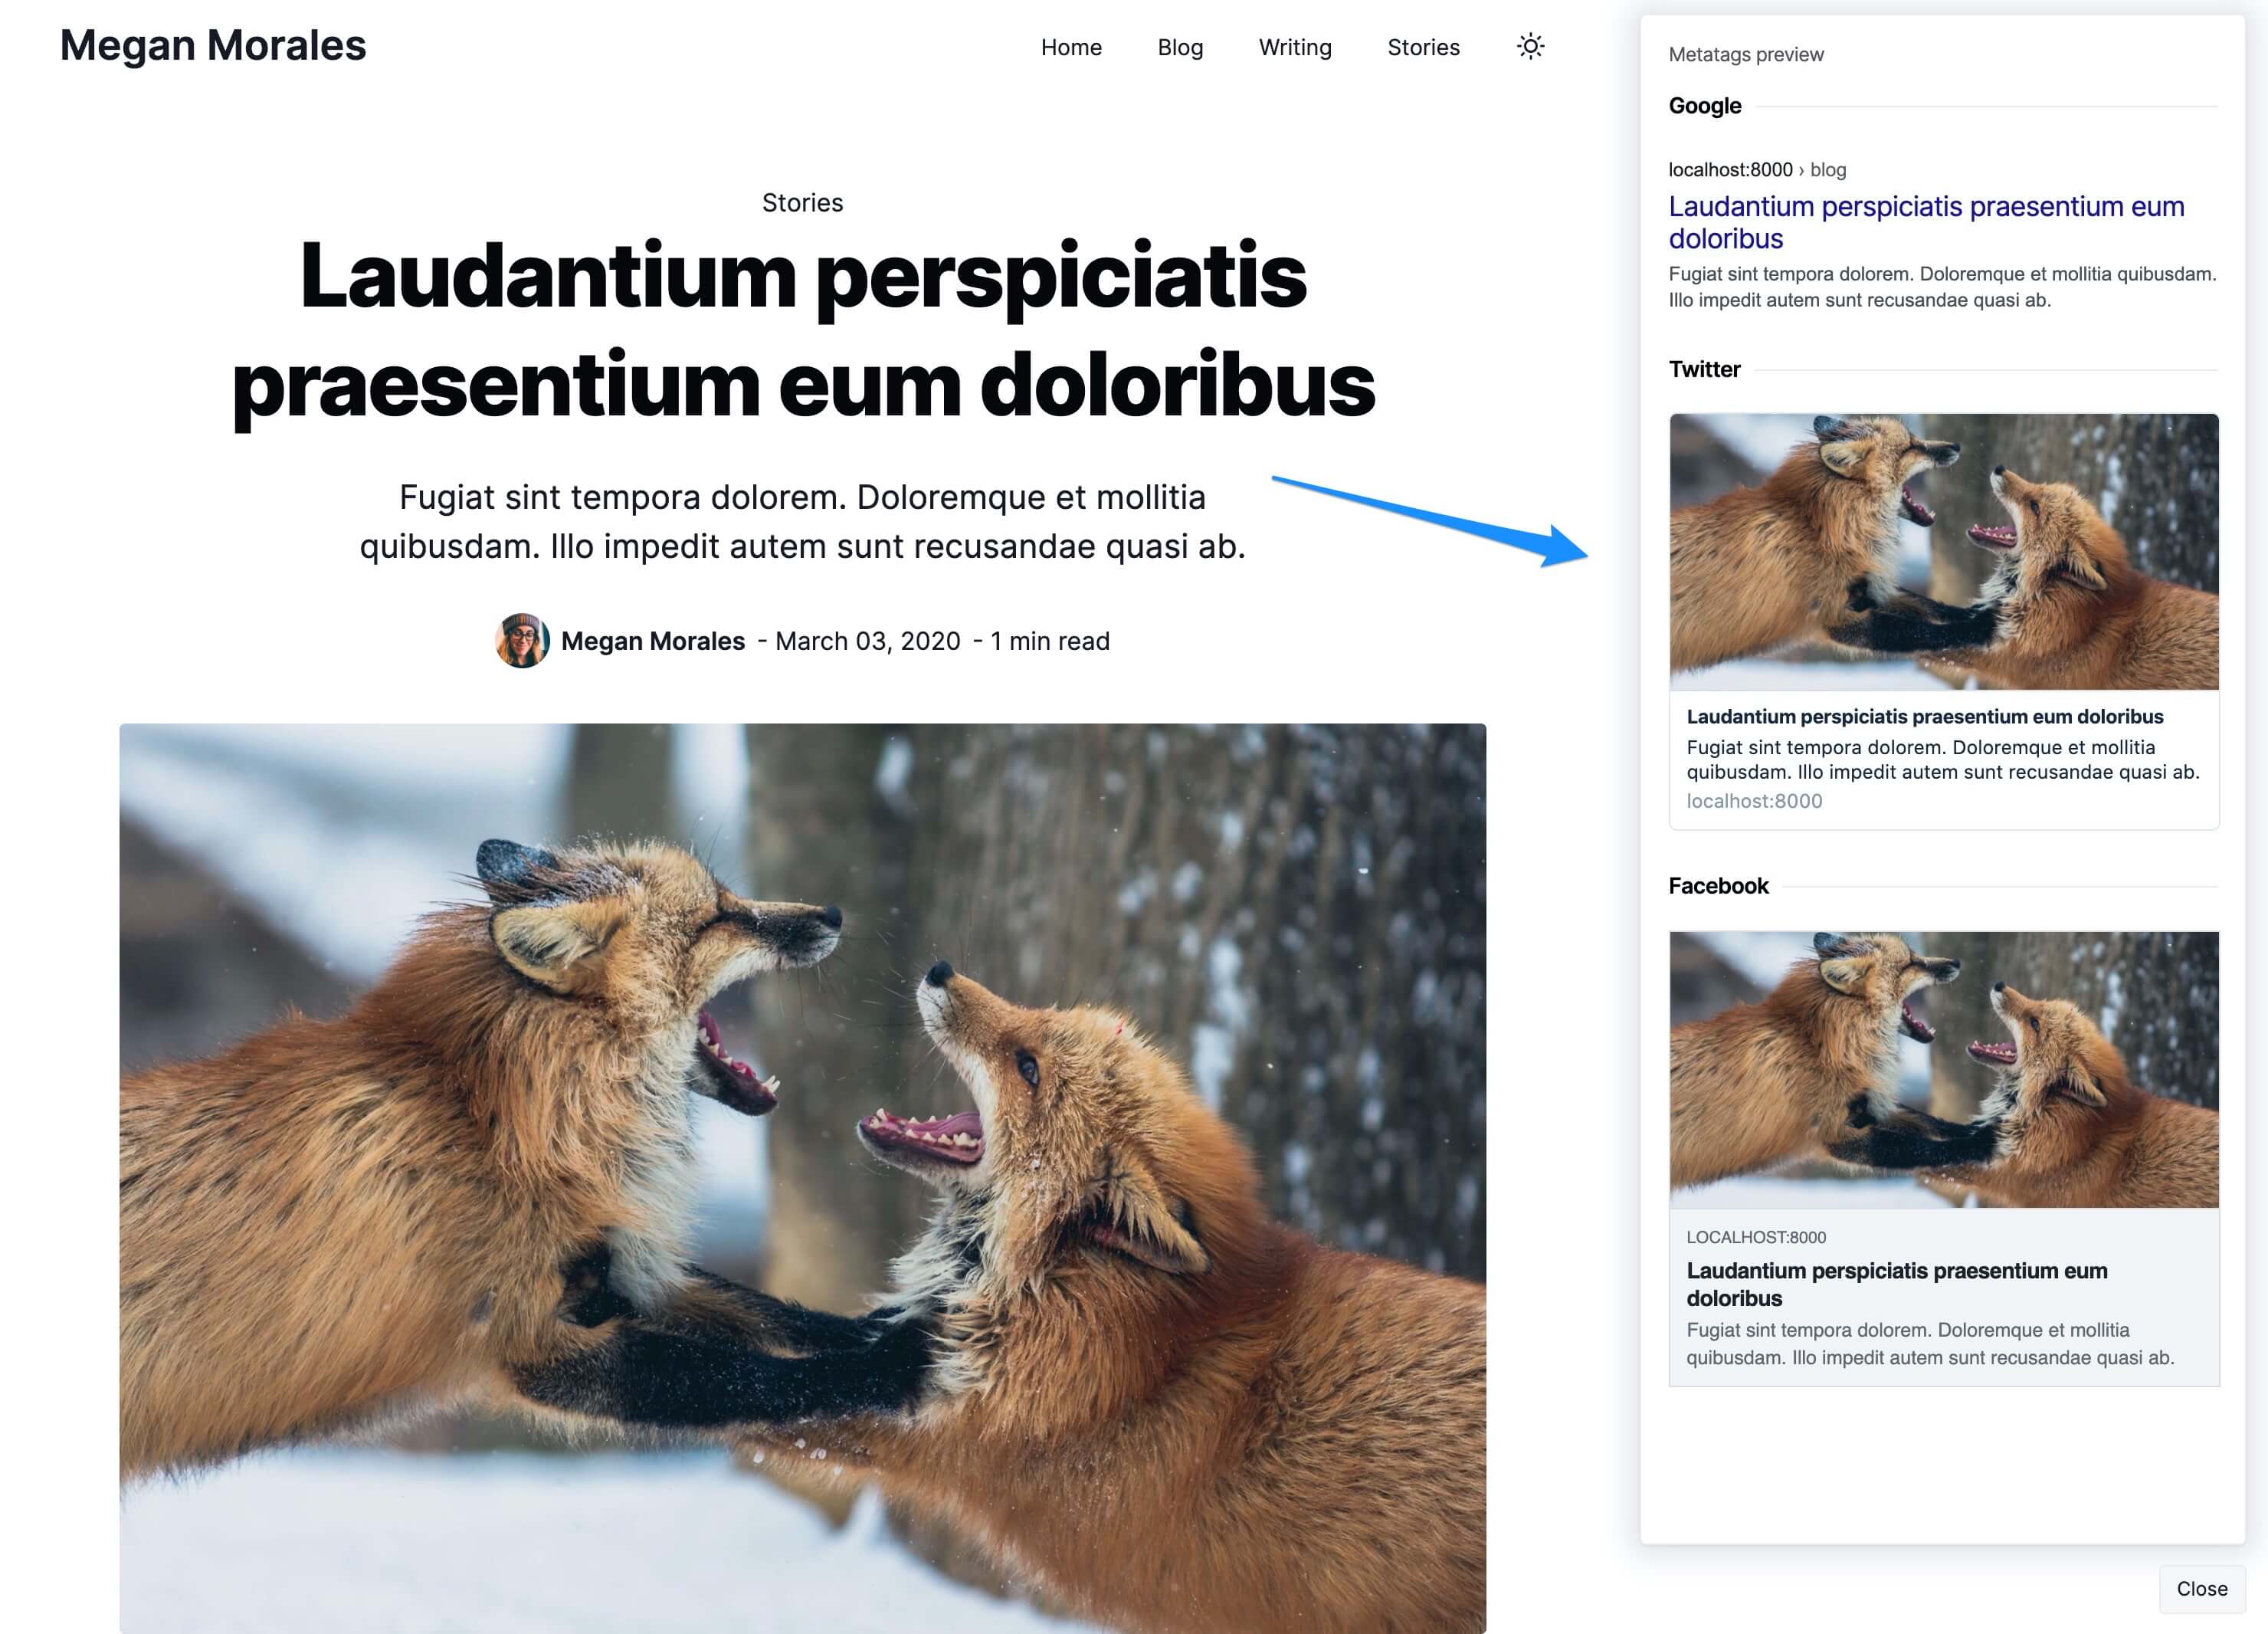 Megan Morales
Home Blog Writing Stories
Stories
Laudantium perspiciatis
praesentium eum doloribus
Fugiat sint tempora dolorem. Doloremque et mollitia
quibusdam. Illo impedit autem sunt recusandae quasi ab.
Megan Morales - March 03, 2020 - 1 min read
Metatags preview
Google
localhost:8000 › blog
Laudantium perspiciatis praesentium eum
doloribus
Fugiat sint tempora dolorem. Doloremque et mollitia quibusdam.
Illo impedit autem sunt recusandae quasi ab.
Twitter
Laudantium perspiciatis praesentium eum doloribus
Fugiat sint tempora dolorem. Doloremque et mollitia
quibusdam. Illo impedit autem sunt recusandae quasi ab.
localhost:8000
Facebook
LOCALHOST:8000
Laudantium perspiciatis praesentium eum
doloribus
Fugiat sint tempora dolorem. Doloremque et mollitia
quibusdam. Illo impedit autem sunt recusandae quasi ab.
Close